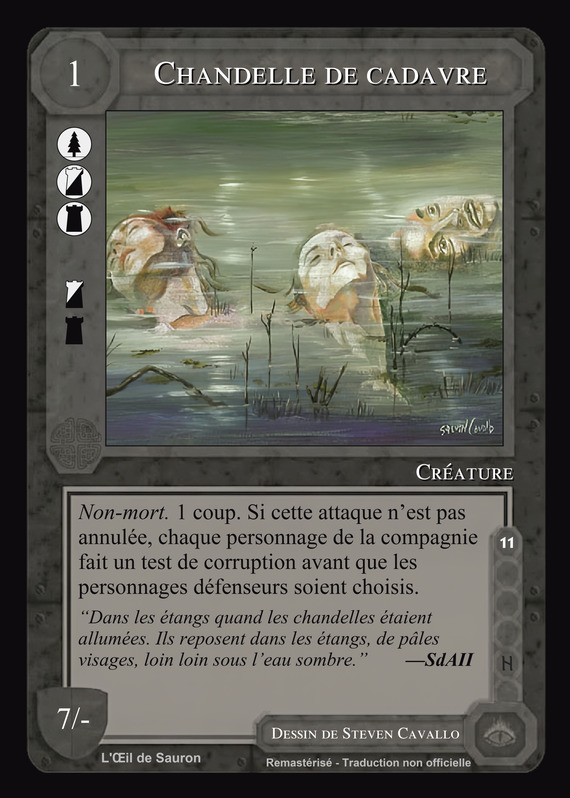 1
Chandelle de cadavre
Créature
Non-mort. 1 coup. Si cette attaque n’est pas
annulée, chaque personnage de la compagnie
fait un test de corruption avant que les
personnages défenseurs soient choisis.
“Dans les étangs quand les chandelles étaient
allumées. Ils reposent dans les étangs, de pâles
visages, loin loin sous l’eau sombre.” —SdAII
11
7/-
Dessin de Steven Cavallo
L'Œil de Sauron
Remastérisé - Traduction non officielle